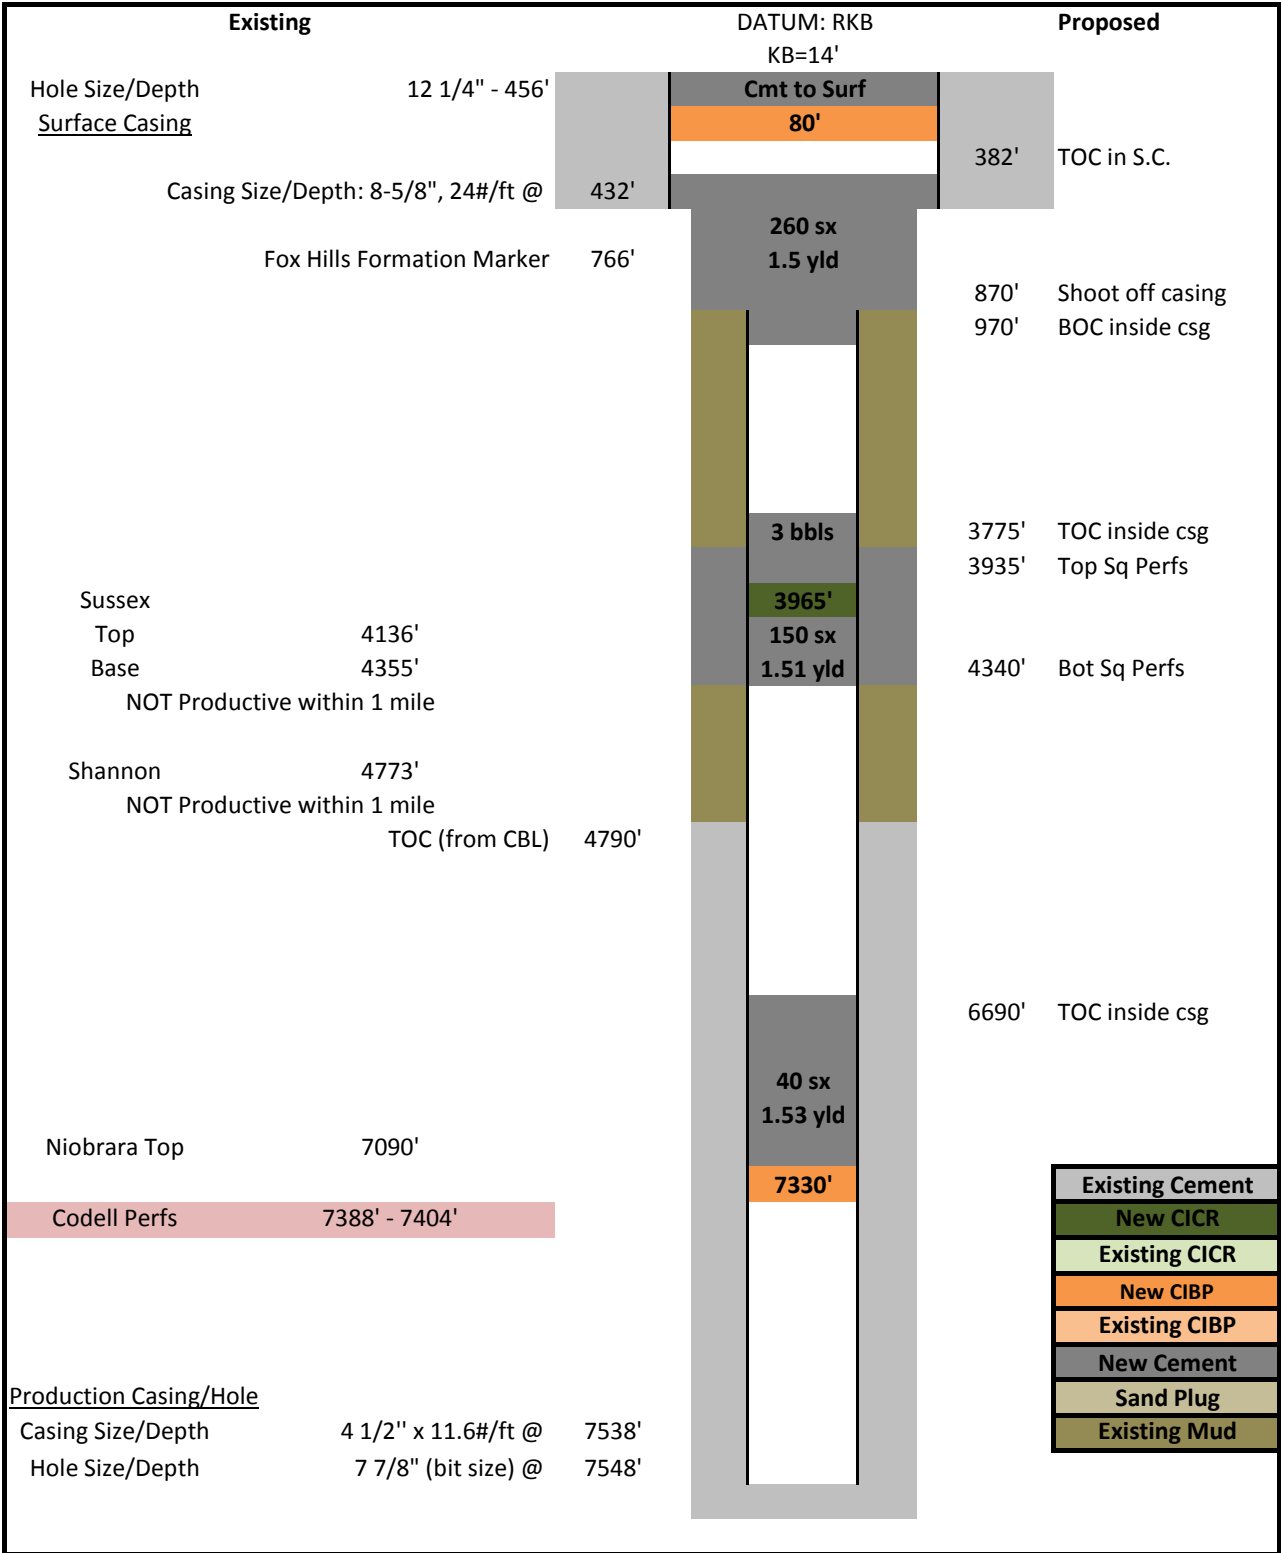 Existing DATUM: RKB Proposed
KB=14'
Hole Size/Depth 12 1/4" - 456' Cmt to Surf
Surface Casing 80'
382' TOC in S.C.
Casing Size/Depth: 8-5/8", 24#/ft @ 432'
260 sx
Fox Hills Formation Marker 766' 1.5 yld
870' Shoot off casing
970' BOC inside csg
3 bbls 3775' TOC inside csg
3935' Top Sq Perfs
Sussex 3965'
Top 4136' 150 sx
Base 4355' 1.51 yld 4340' Bot Sq Perfs
NOT Productive within 1 mile
Shannon 4773'
NOT Productive within 1 mile
TOC (from CBL) 4790'
6690' TOC inside csg
40 sx
1.53 yld
Niobrara Top 7090'
7330' Existing Cement
Codell Perfs 7388' - 7404' New CICR
Existing CICR
New CIBP
Existing CIBP
New Cement
Production Casing/Hole Sand Plug
Casing Size/Depth 4 1/2'' x 11.6#/ft @ 7538' Existing Mud
Hole Size/Depth 7 7/8" (bit size) @ 7548'